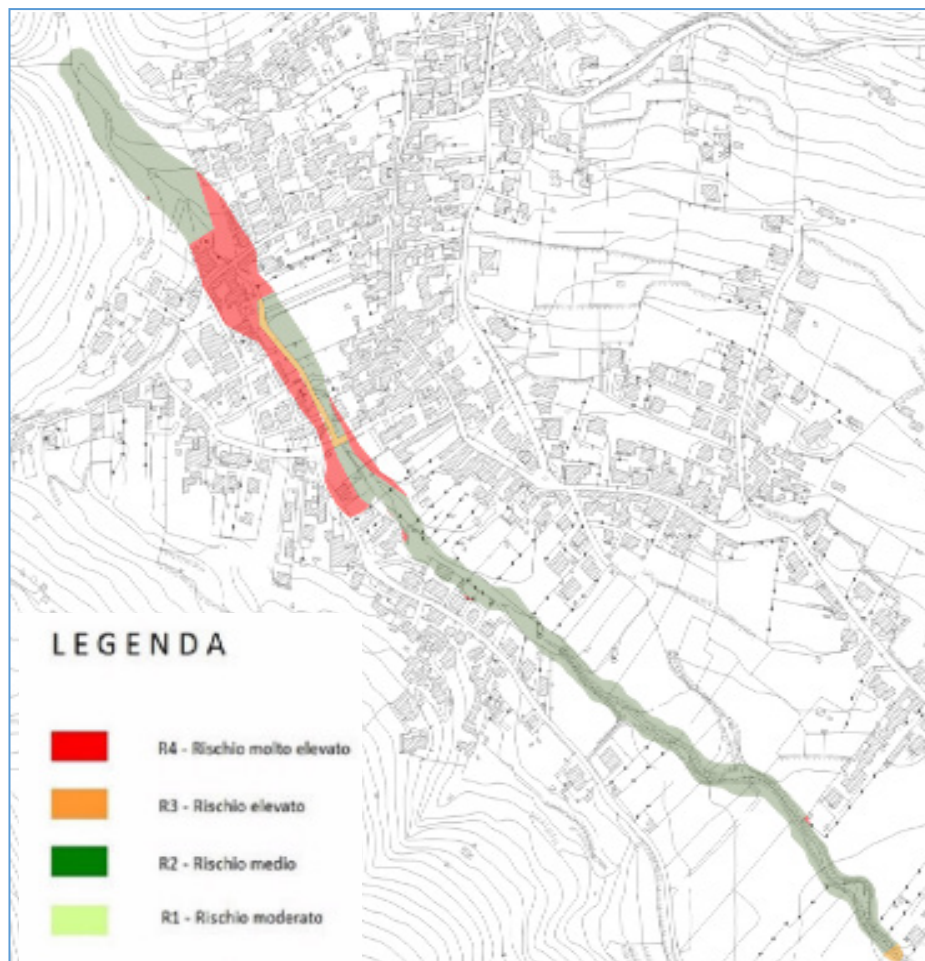 LEGENDA
R4 - Rischio molto elevato
R3 - Rischio elevato
R2 - Rischio medio
R1 - Rischio moderato